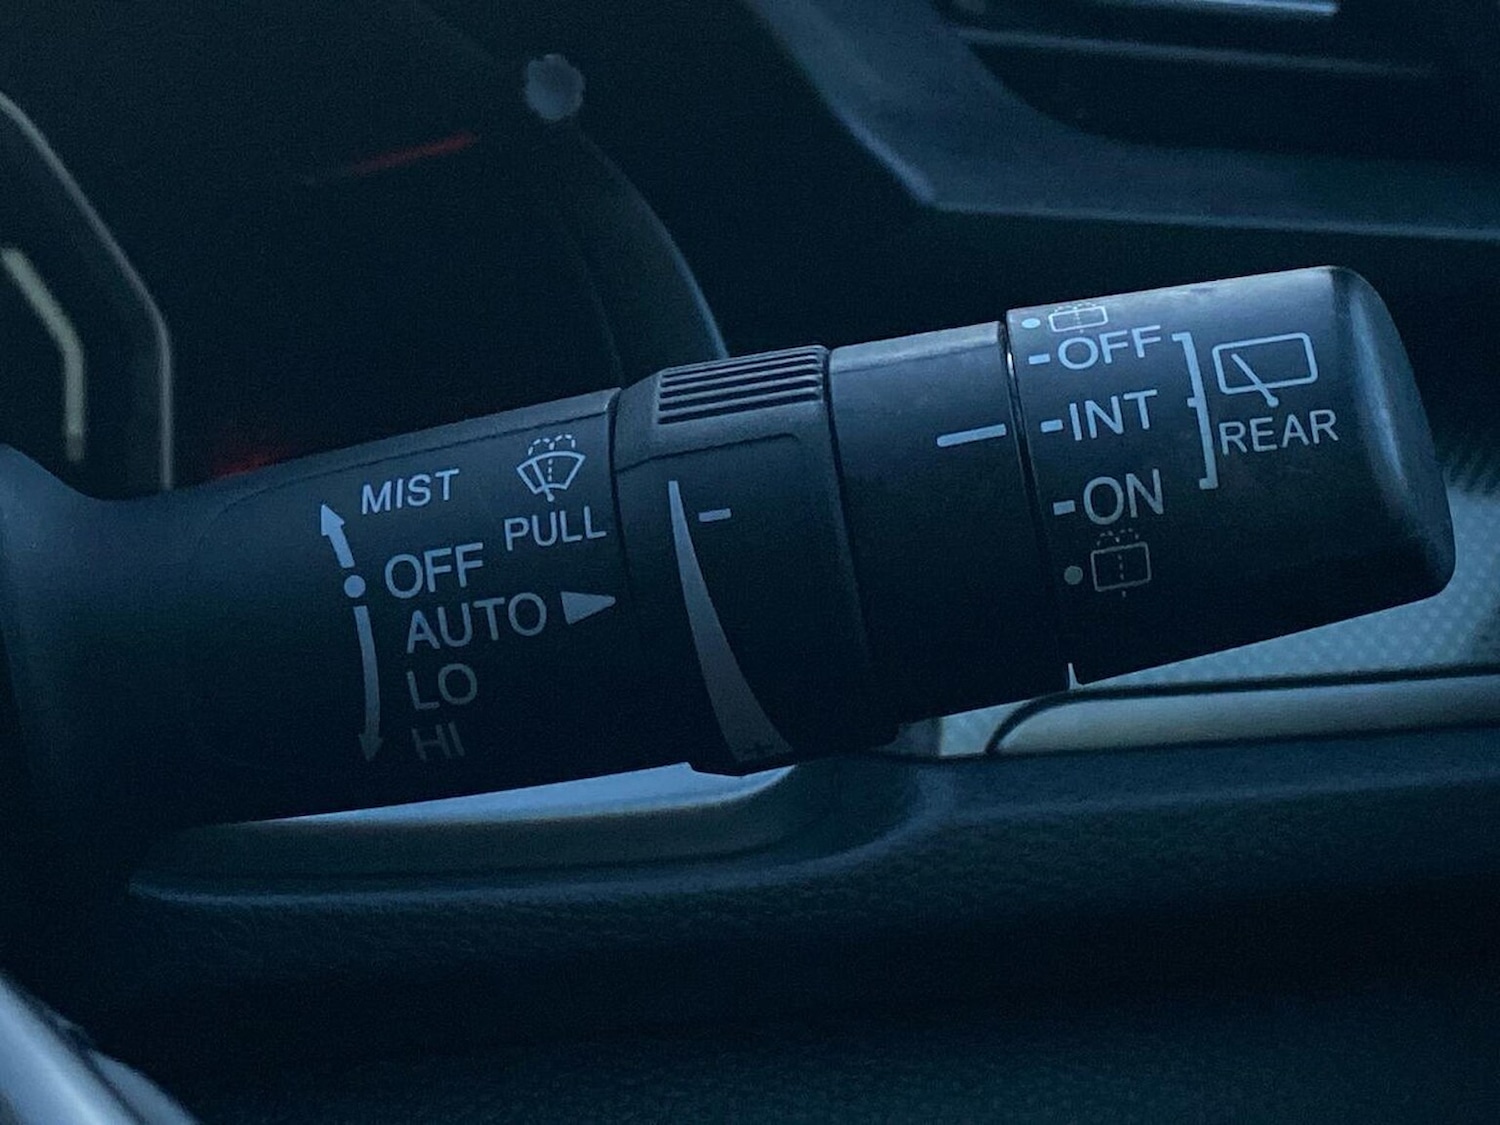 MIST
PULL
OFF
AUTO
LO
HI
-
+
OFF
INT
ON
REAR